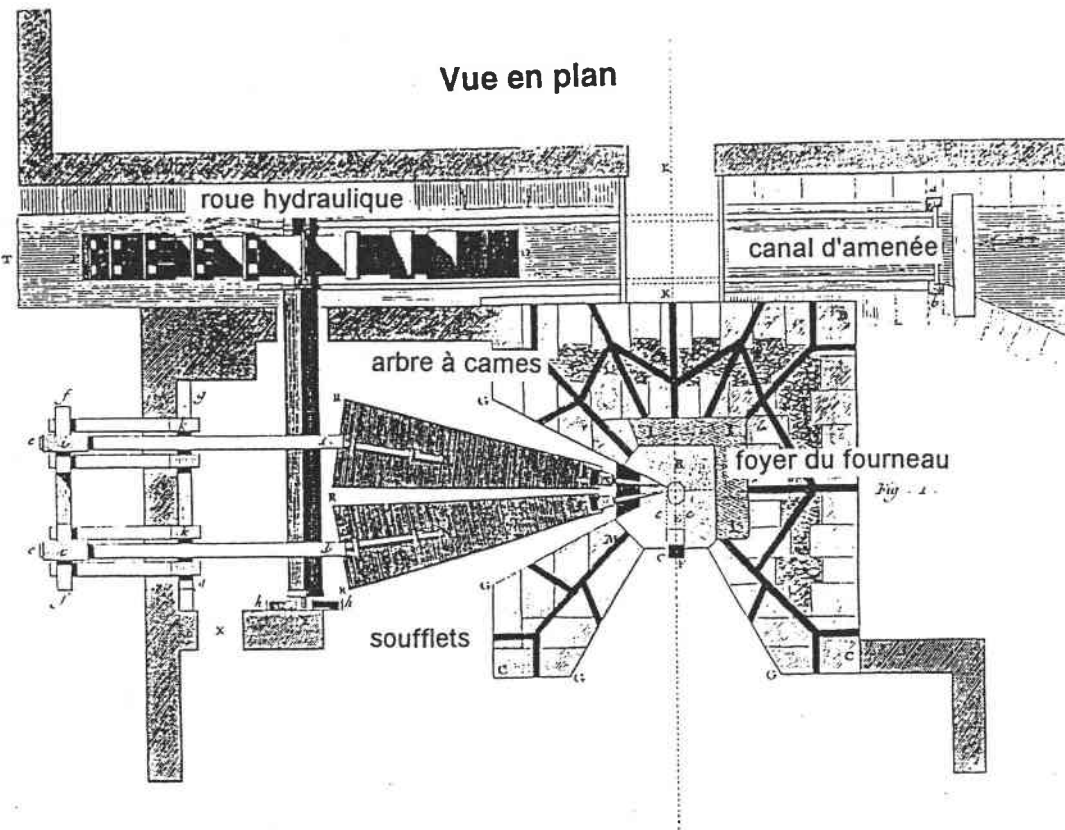 Vue en plan
K
roue hydraulique
canal d'amenée
T
K
arbre à cames
f
g
G
foyer du fourneau
Fig. 1.
R
e
k
e
k
f
h
h
x
G
soufflets
C
G
G
C